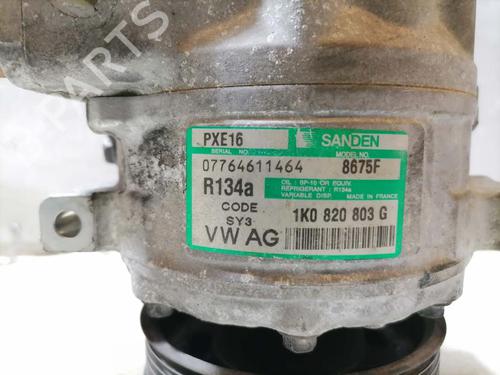 PXE16 SANDEN
SERIAL NO. MODEL NO.
07764611464 8675F
R134a
OIL : SP-10 OR EQUIV.
REFRIGERANT : R134a
VARIABLE DISP. MADE IN FRANCE
CODE
SY3
1K0 820 803 G
VW AG
PARTS